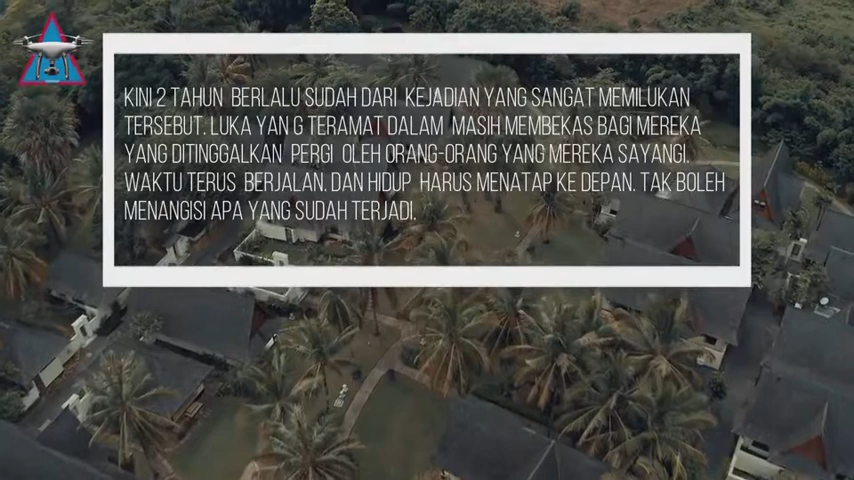 KINI 2 TAHUN BERLALU SUDAH DARI KEJADIAN YANG SANGAT MEMILUKAN
TERSEBUT. LUKA YAN G TERAMAT DALAM MASIH MEMBEKAS BAGI MEREKA
YANG DITINGGALKAN PERGI OLEH ORANG-ORANG YANG MEREKA SAYANGI.
WAKTU TERUS BERJALAN. DAN HIDUP HARUS MENATAP KE DEPAN. TAK BOLEH
MENANGISI APA YANG SUDAH TERJADI.